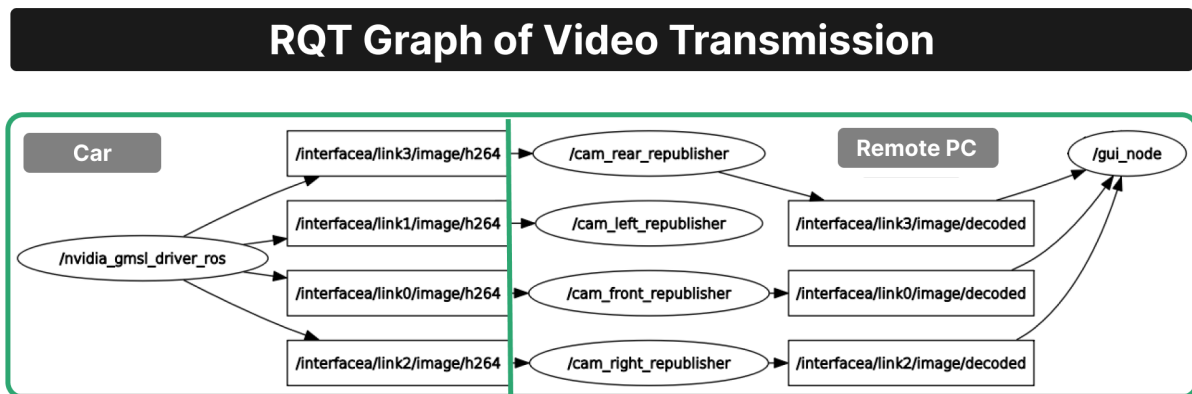 RQT Graph of Video Transmission
Car
Remote PC
/interfacea/link3/image/h264
/cam_rear_republisher
/gui_node
/interfacea/link1/image/h264
/cam_left_republisher
/interfacea/link3/image/decoded
/nvidia_gmsl_driver_ros
/interfacea/link0/image/h264
/cam_front_republisher
/interfacea/link0/image/decoded
/interfacea/link2/image/h264
/cam_right_republisher
/interfacea/link2/image/decoded